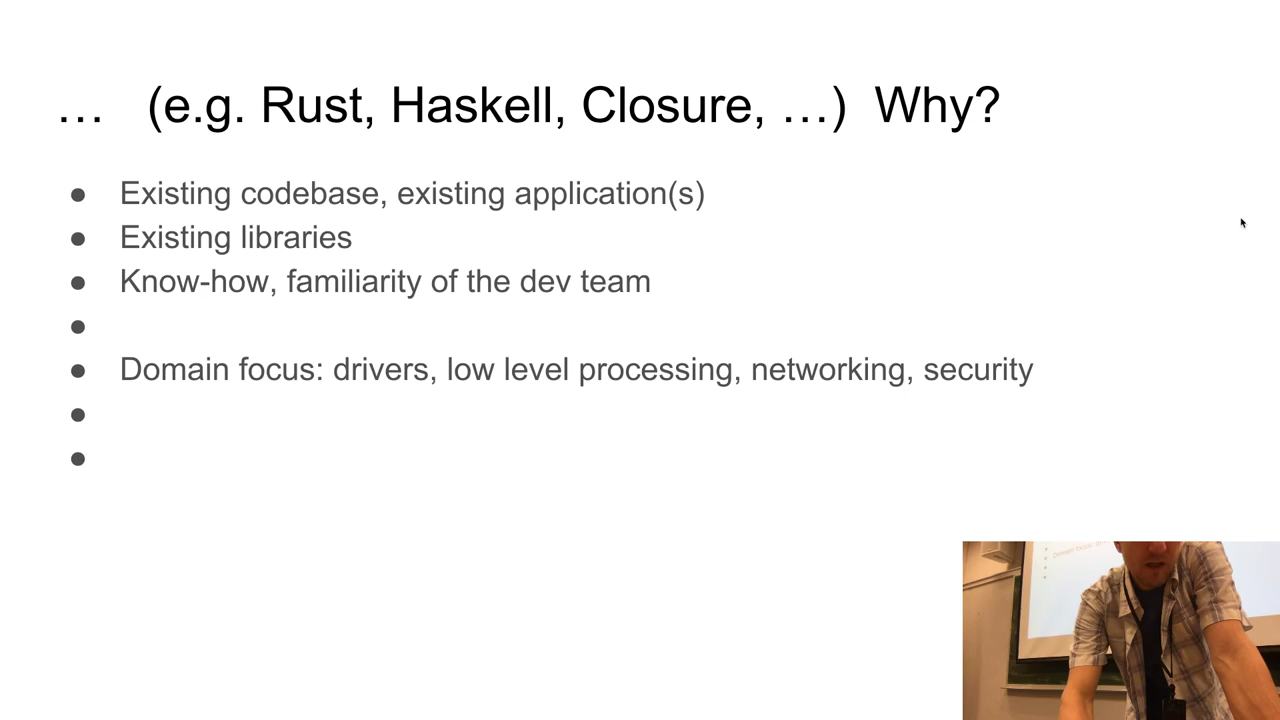 … (e.g. Rust, Haskell, Closure, …) Why?
● Existing codebase, existing application(s)
● Existing libraries
● Know-how, familiarity of the dev team
●
● Domain focus: drivers, low level processing, networking, security
●
●